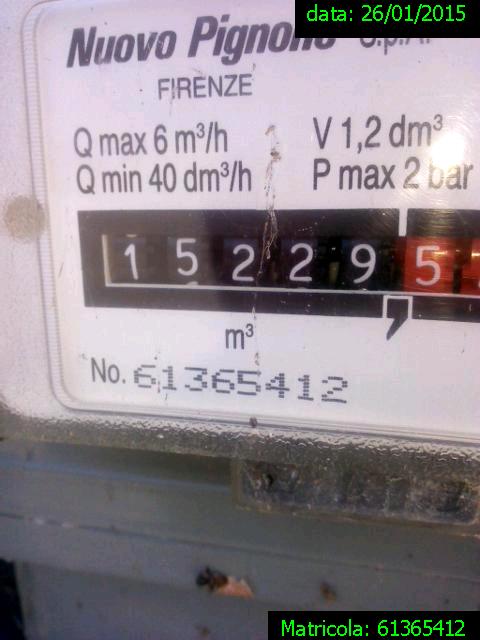 data: 26/01/2015
Nuovo Pignone S.p.A.
FIRENZE
Q max 6 m³/h V 1,2 dm³
Q min 40 dm³/h P max 2 bar
1 5 2 2 9 5
m³
No. 61365412
Matricola: 61365412